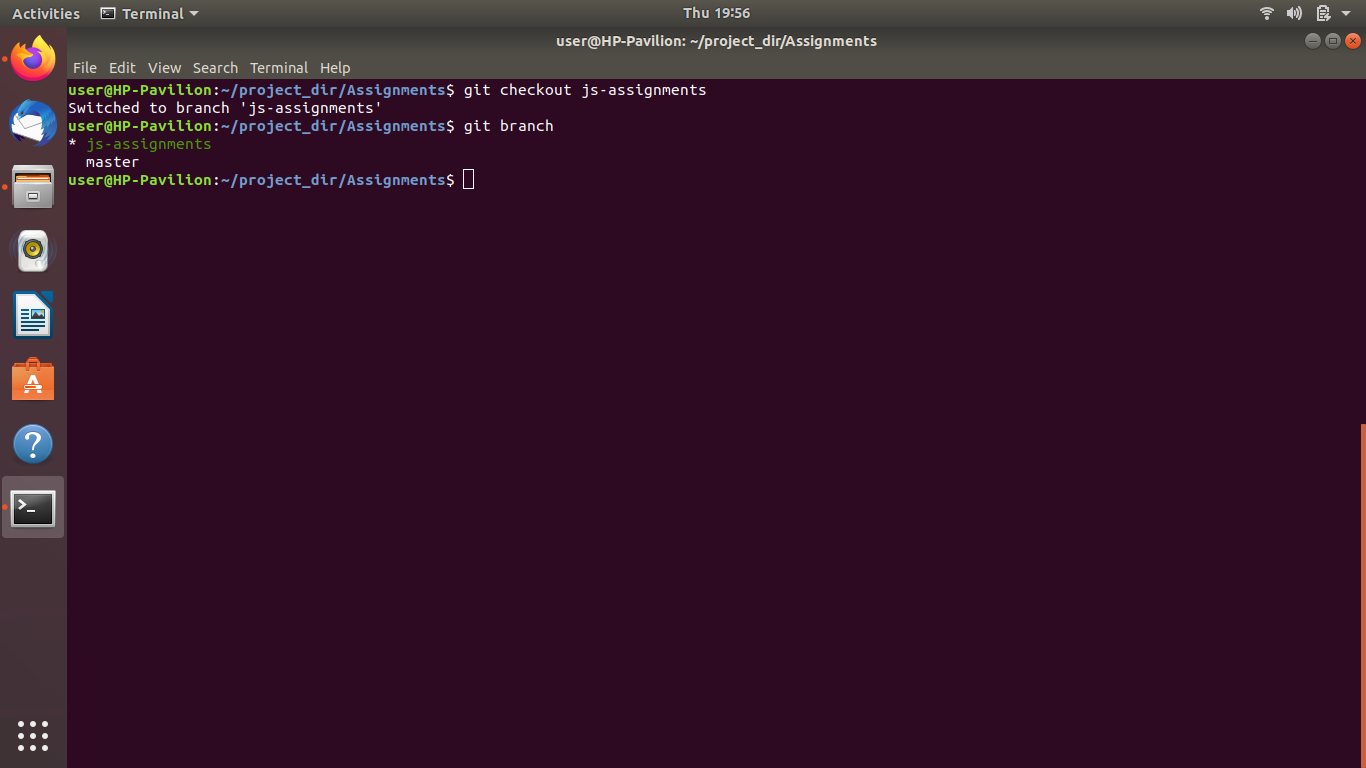 Activities Terminal Thu 19:56
user@HP-Pavilion: ~/project_dir/Assignments
File Edit View Search Terminal Help
user@HP-Pavilion:~/project_dir/Assignments$ git checkout js-assignments
Switched to branch 'js-assignments'
user@HP-Pavilion:~/project_dir/Assignments$ git branch
* js-assignments
  master
user@HP-Pavilion:~/project_dir/Assignments$